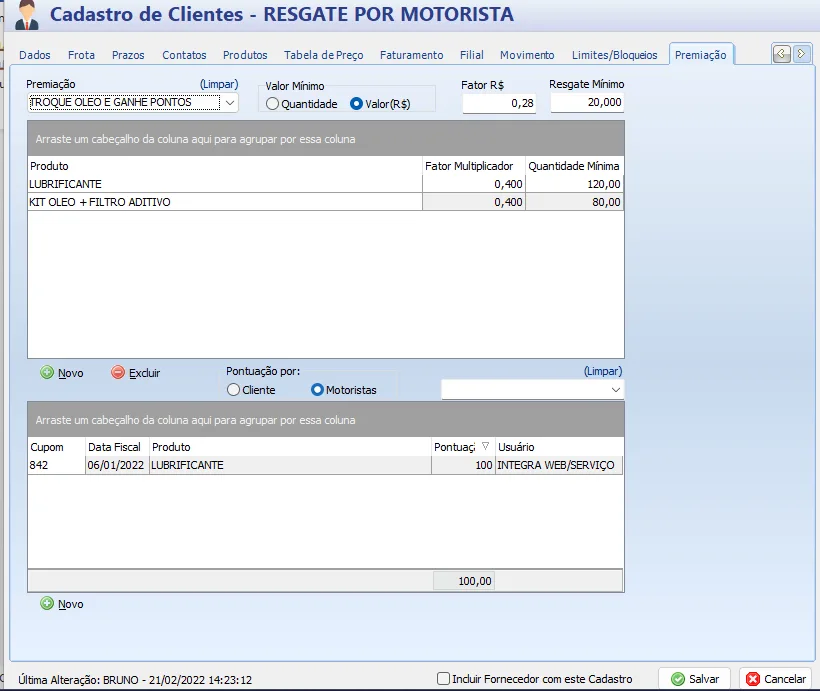 Cadastro de Clientes - RESGATE POR MOTORISTA
Dados Frota Prazos Contatos Produtos Tabela de Preço Faturamento Filial Movimento Limites/Bloqueios Premiação
Premiação (Limpar) Valor Mínimo Fator R$ Resgate Mínimo
TROQUE OLEO E GANHE PONTOS Quantidade Valor(R$) 0,28 20,000
Arraste um cabeçalho da coluna aqui para agrupar por essa coluna
Produto Fator Multiplicador Quantidade Mínima
LUBRIFICANTE 0,400 120,00
KIT OLEO + FILTRO ADITIVO 0,400 80,00
Novo Excluir Pontuação por: (Limpar)
Cliente Motoristas
Arraste um cabeçalho da coluna aqui para agrupar por essa coluna
Cupom Data Fiscal Produto Pontuaç Usuário
842 06/01/2022 LUBRIFICANTE 100 INTEGRA WEB/SERVIÇO
100,00
Novo
Última Alteração: BRUNO - 21/02/2022 14:23:12 Incluir Fornecedor com este Cadastro Salvar Cancelar